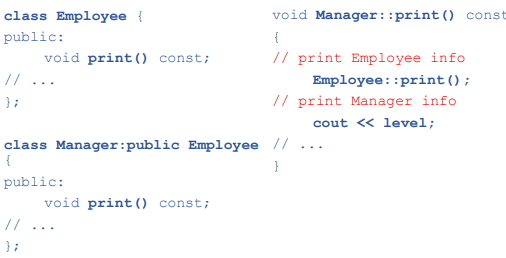 class Employee {
public:
void print() const;
// ...
};
class Manager:public Employee
{
public:
void print() const;
// ...
};
void Manager::print() const
{
// print Employee info
Employee::print();
// print Manager info
cout << level;
// ...
}